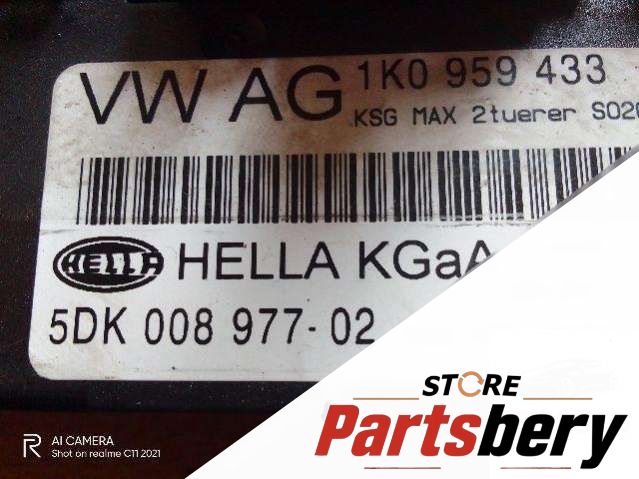 VW AG 1K0 959 433
KSG MAX 2tuerer
HELLA HELLA KGaA
5DK 008 977-02
STORE
Partsbery
R AI CAMERA
Shot on realme C11 2021